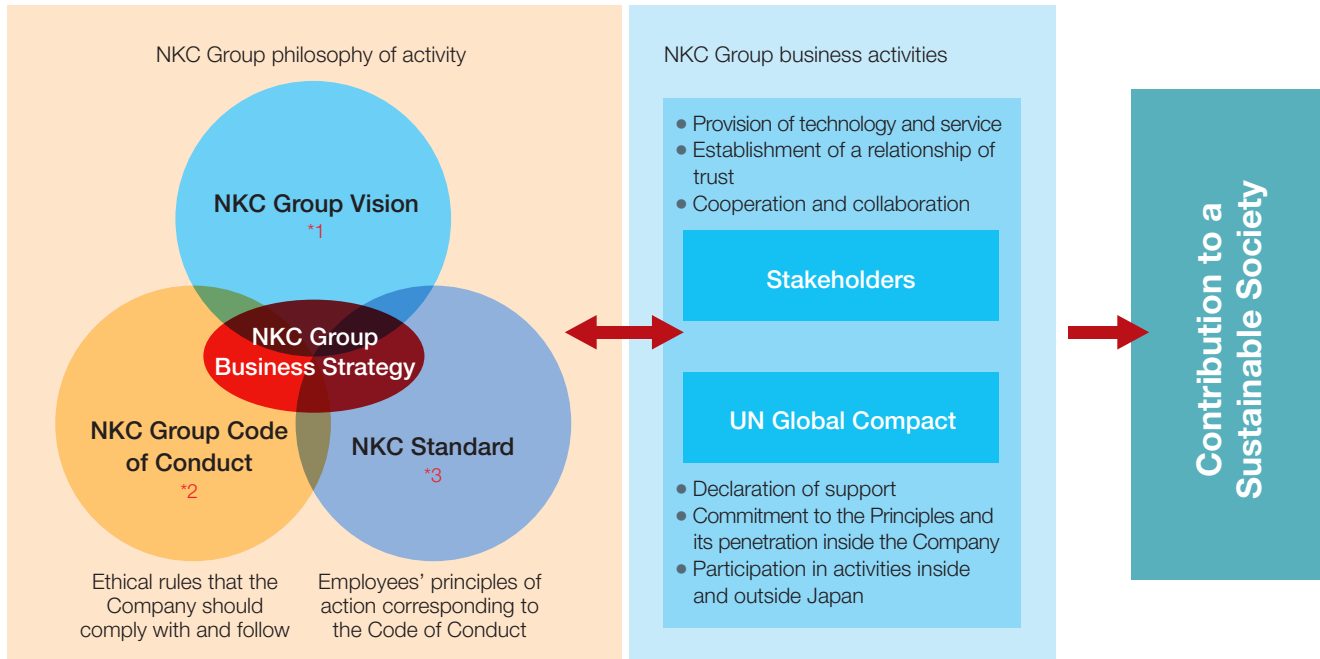 NKC Group philosophy of activity
NKC Group Vision
*1
NKC Group
Business Strategy
NKC Group Code
of Conduct
*2
NKC Standard
*3
Ethical rules that the
Company should
comply with and follow
Employees’ principles of
action corresponding to
the Code of Conduct
NKC Group business activities
● Provision of technology and service
● Establishment of a relationship of
trust
● Cooperation and collaboration
Stakeholders
UN Global Compact
● Declaration of support
● Commitment to the Principles and
its penetration inside the Company
● Participation in activities inside
and outside Japan
Contribution to a
Sustainable Society